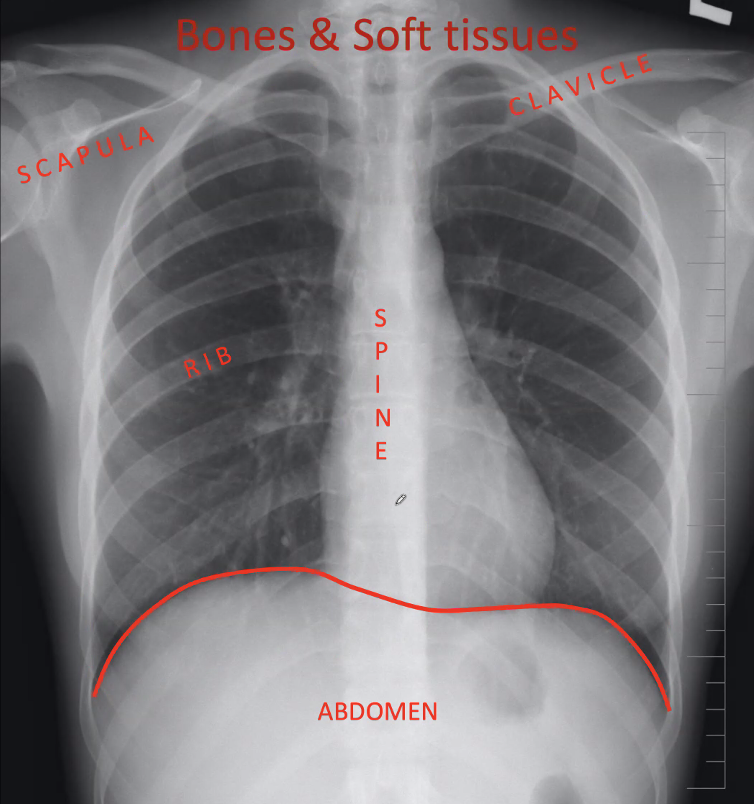 Bones & Soft tissues
CLAVICLE
SCAPULA
SPINE
RIB
ABDOMEN